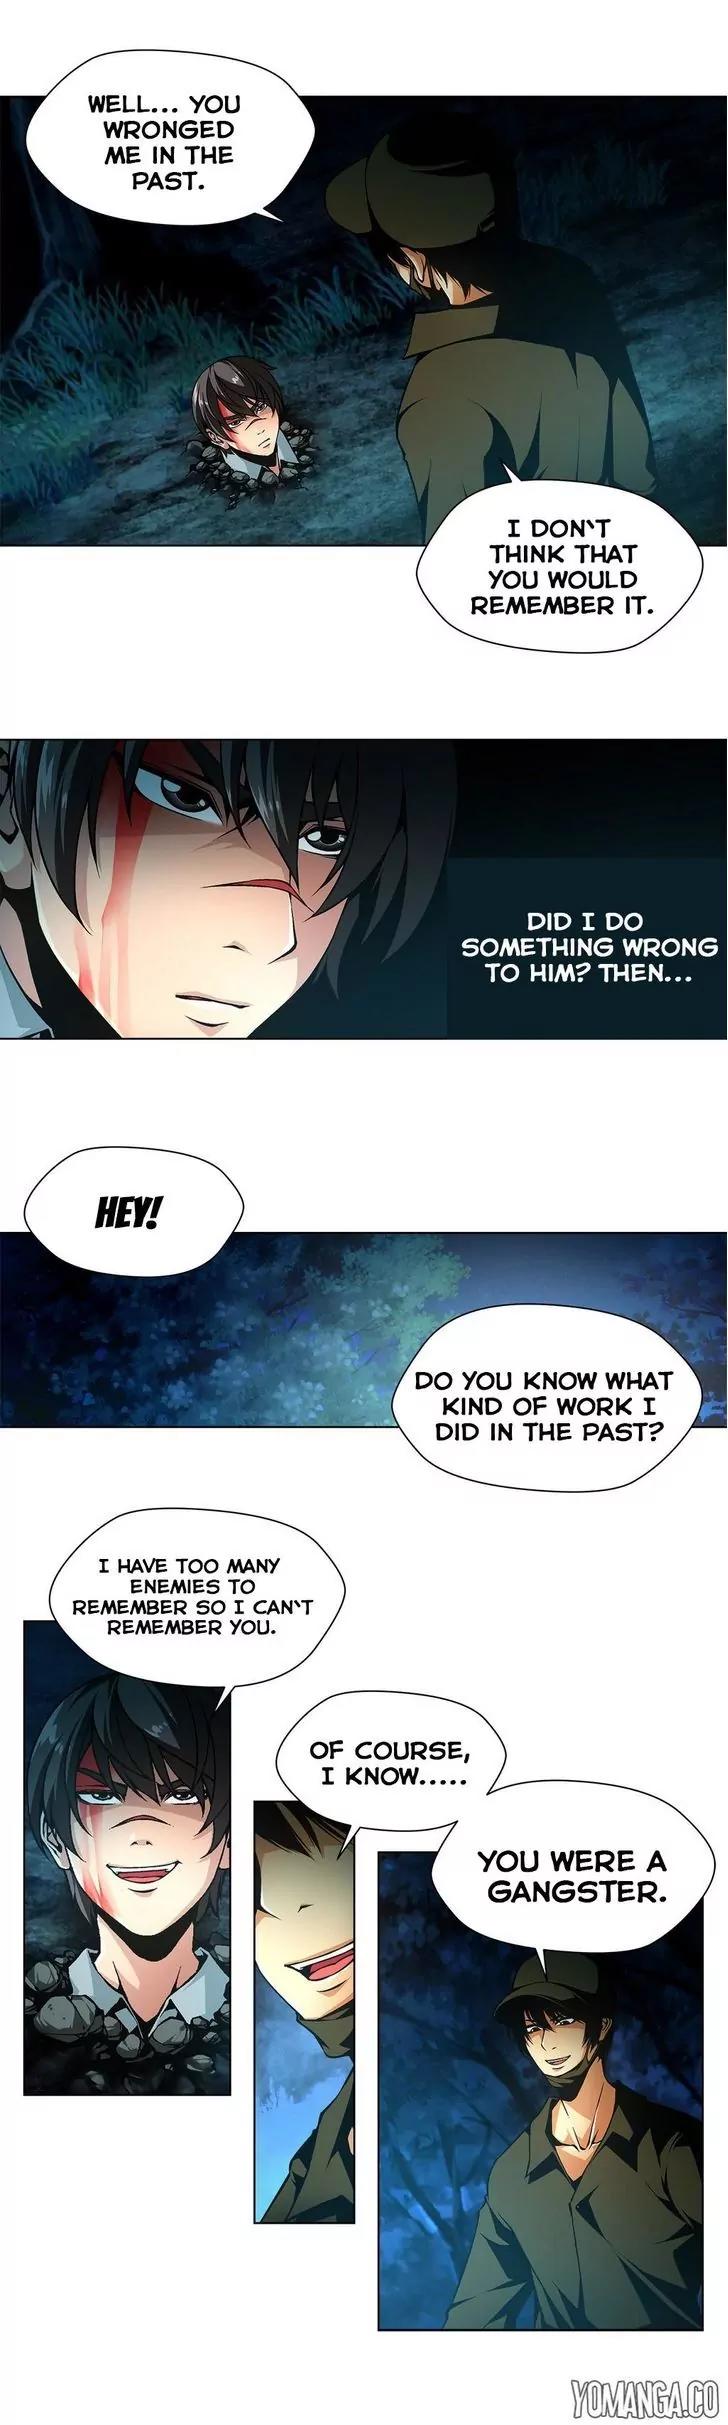 WELL... YOU
WRONGED
ME IN THE
PAST.
I DON'T
THINK THAT
YOU WOULD
REMEMBER IT.
DID I DO
SOMETHING WRONG
TO HIM? THEN...
HEY!
DO YOU KNOW WHAT
KIND OF WORK I
DID IN THE PAST?
I HAVE TOO MANY
ENEMIES TO
REMEMBER SO I CAN'T
REMEMBER YOU.
OF COURSE,
I KNOW.....
YOU WERE A
GANGSTER.
YOMANGA.CO